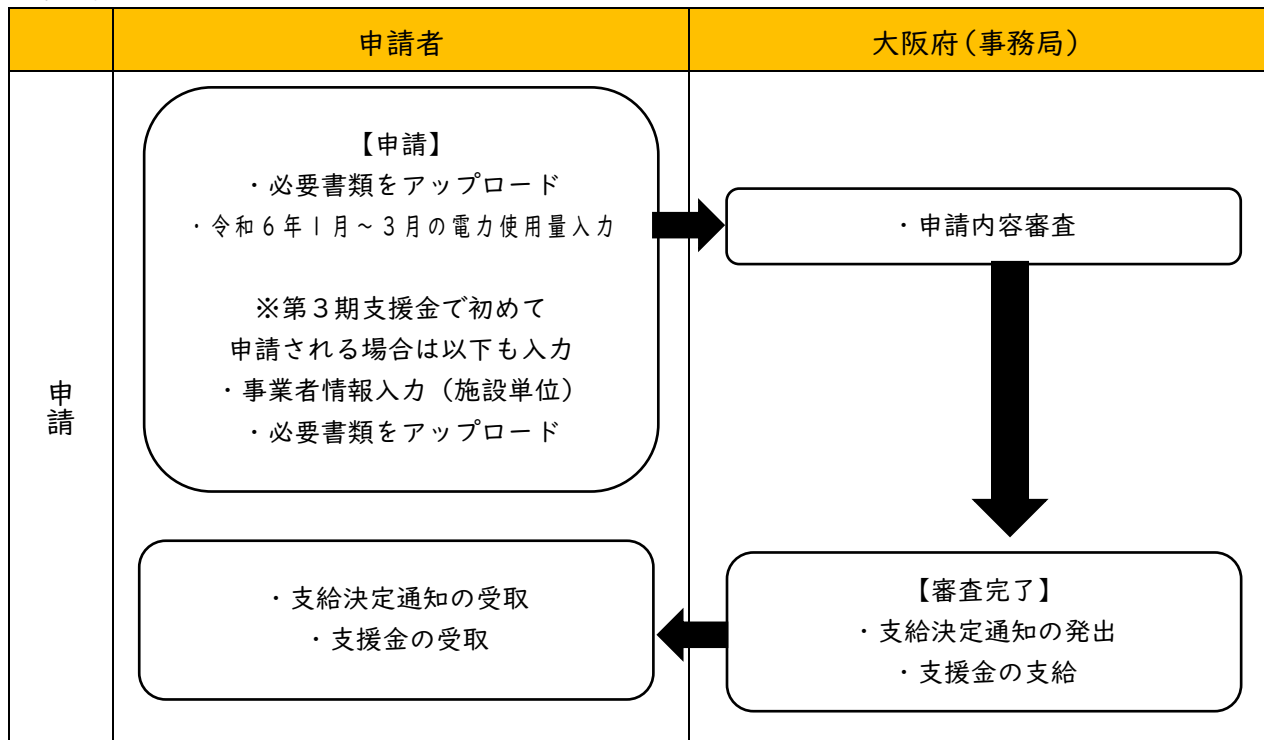 申請者
大阪府(事務局)
申請
【申請】
・必要書類をアップロード
・令和6年1月~3月の電力使用量入力
※第3期支援金で初めて
申請される場合は以下も入力
・事業者情報入力(施設単位)
・必要書類をアップロード
・申請内容審査
【審査完了】
・支給決定通知の発出
・支援金の支給
・支給決定通知の受取
・支援金の受取